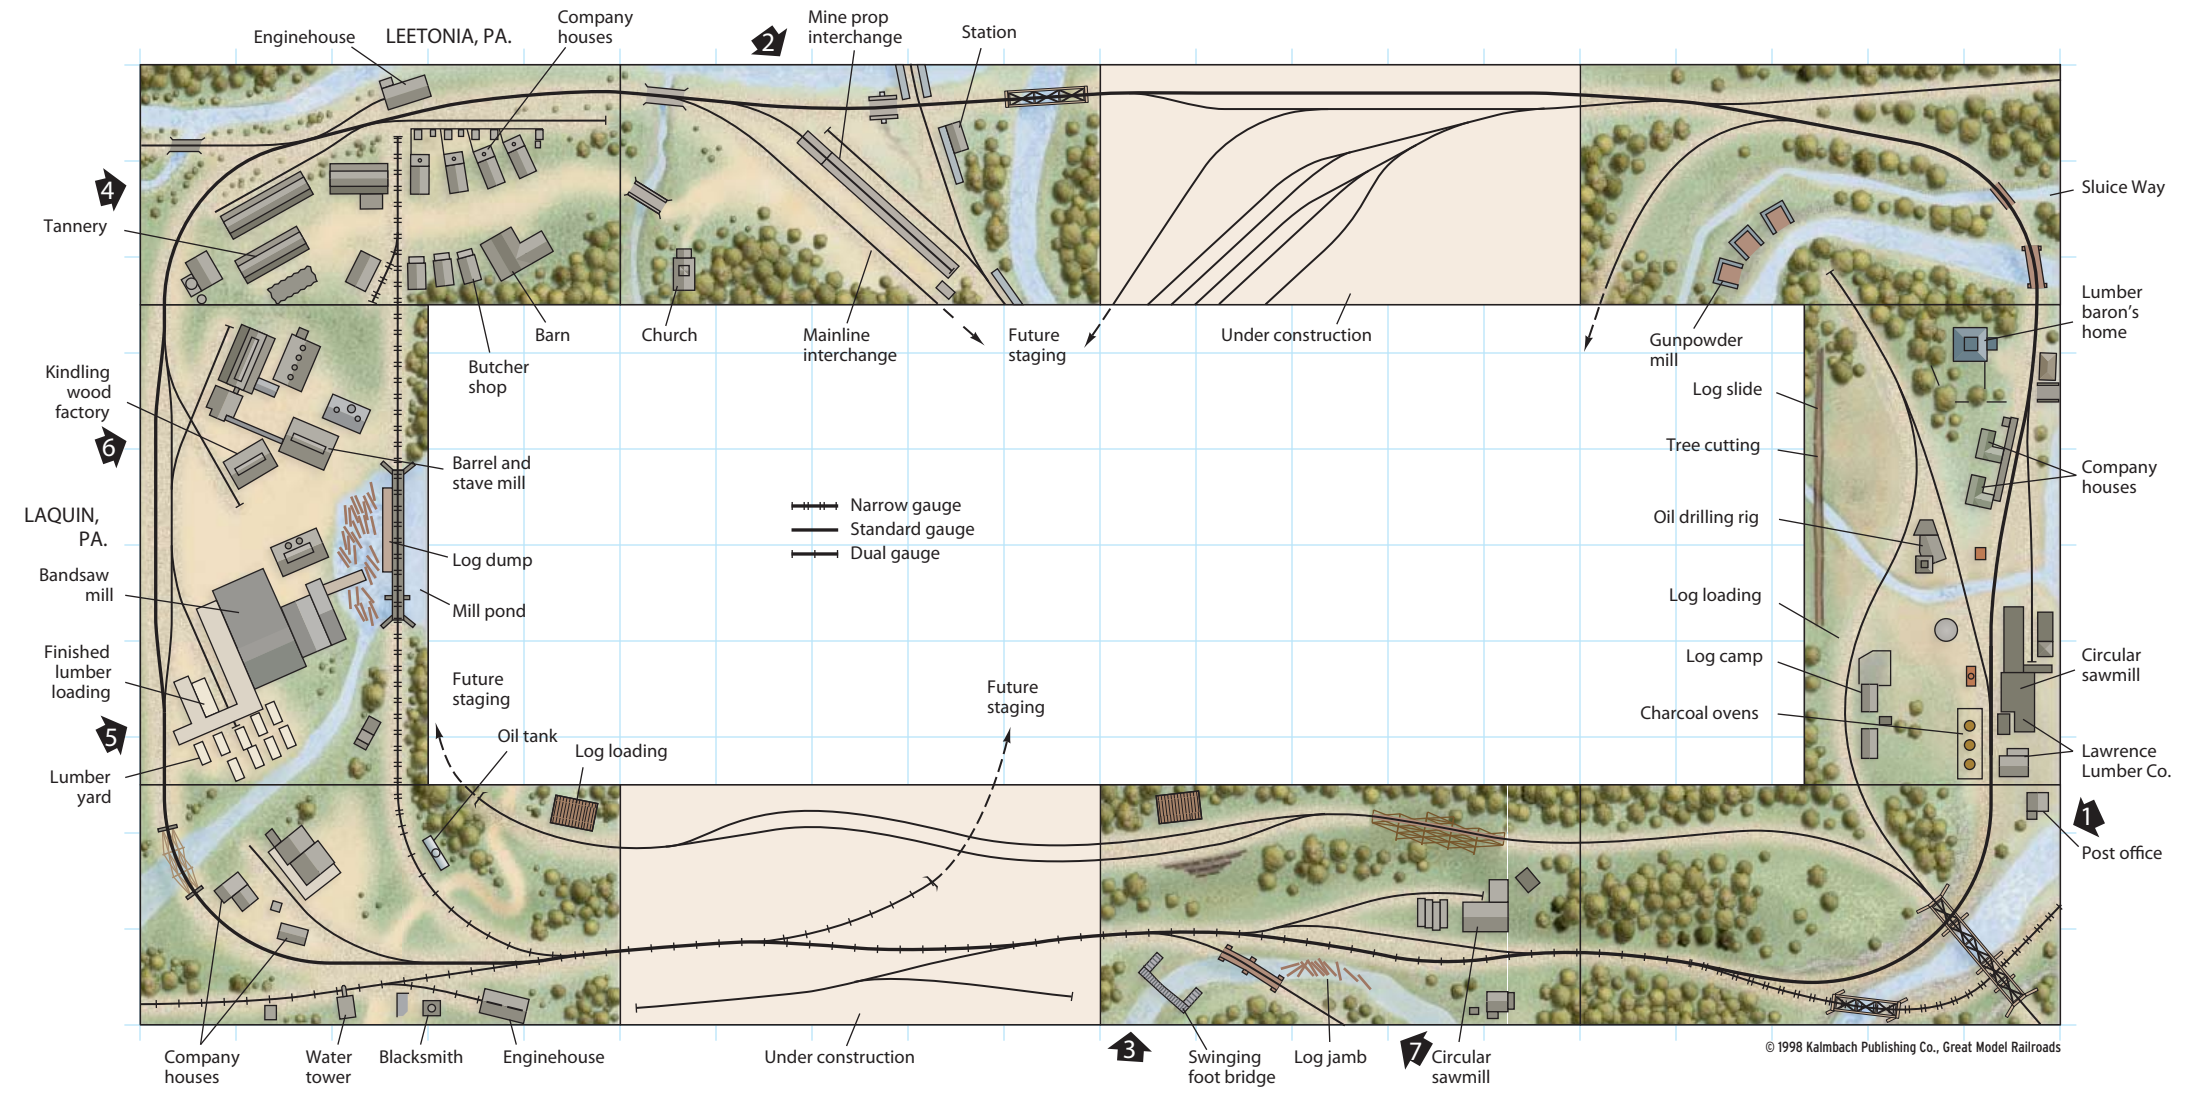 Enginehouse
LEETONIA, PA.
Company
houses
2
Mine prop
interchange
Station
4
Tannery
Sluice Way
Lumber
baron's
home
Barn
Butcher
shop
Church
Mainline
interchange
Future
staging
Under construction
Gunpowder
mill
Kindling
wood
factory
6
Barrel and
stave mill
Log slide
Tree cutting
Company
houses
LAQUIN,
PA.
Narrow gauge
Standard gauge
Dual gauge
Oil drilling rig
Log dump
Bandsaw
mill
Mill pond
Log loading
Finished
lumber
loading
Future
staging
Future
staging
Log camp
Circular
sawmill
Charcoal ovens
5
Oil tank
Log loading
Lawrence
Lumber Co.
Lumber
yard
1
Post office
Company
houses
Water
tower
Blacksmith
Enginehouse
Under construction
3
Swinging
foot bridge
Log jamb
7
Circular
sawmill
© 1998 Kalmbach Publishing Co., Great Model Railroads